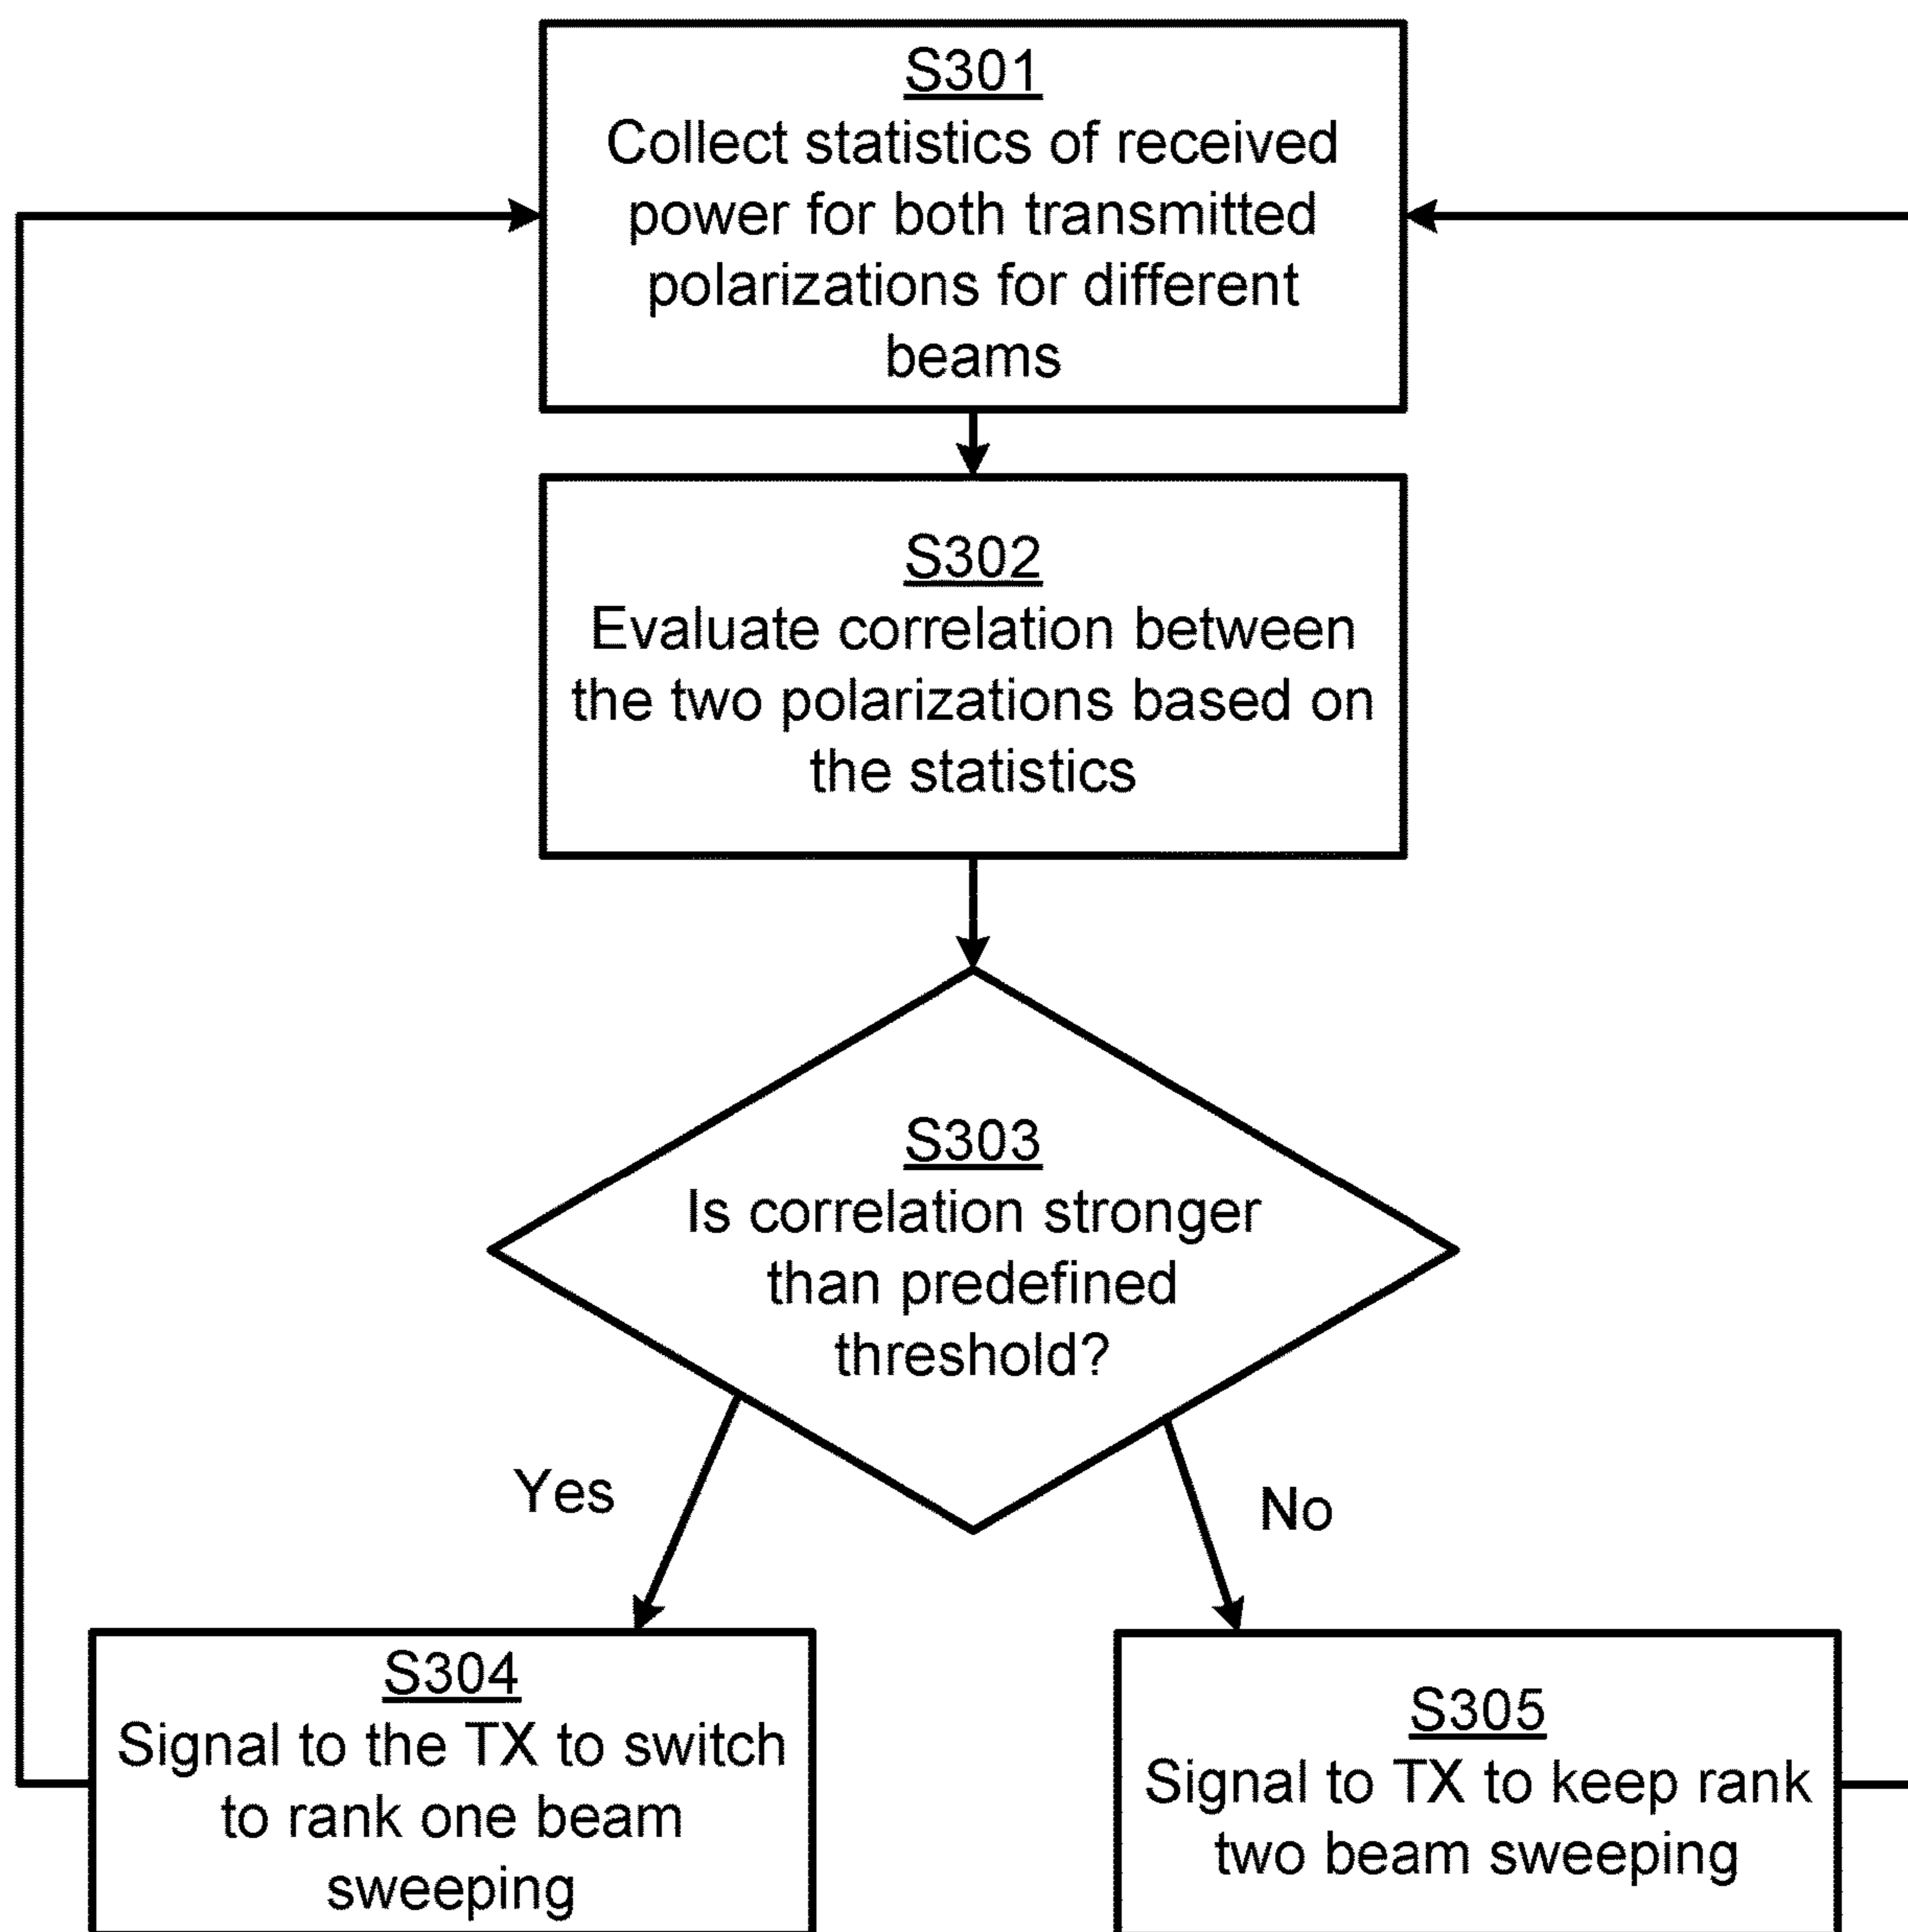 S301
Collect statistics of received
power for both transmitted
polarizations for different
beams
S302
Evaluate correlation between
the two polarizations based on
the statistics
S303
Is correlation stronger
than predefined
threshold?
Yes
No
S304
Signal to the TX to switch
to rank one beam
sweeping
S305
Signal to TX to keep rank
two beam sweeping